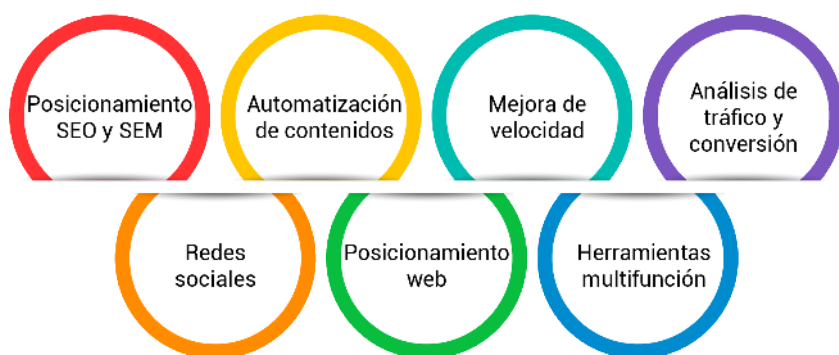 Posicionamiento
SEO y SEM
Automatización
de contenidos
Mejora de
velocidad
Análisis de
tráfico y
conversión
Redes
sociales
Posicionamiento
web
Herramientas
multifunción